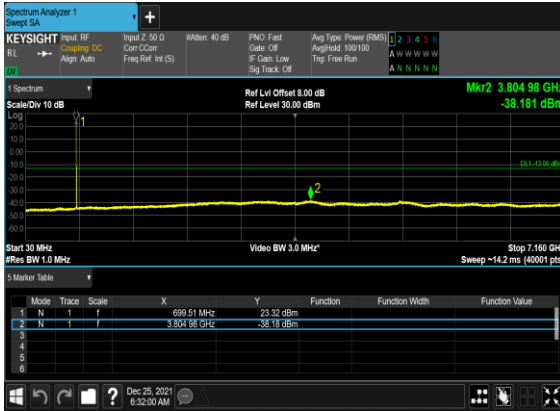 Spectrum Analyzer 1
Swept SA
+
KEYSIGHT Input: RF Input Z: 50 Ω #Atten: 40 dB PNO: Fast Avg Type: Power (RMS) 1 2 3 4 5 6
RL Coupling: DC Corr CCorr Gate: Off Avg|Hold: 100/100 A W W W W W
Align: Auto Freq Ref: Int (S) IF Gain: Low Trig: Free Run
Sig Track: Off A N N N N N
1 Spectrum Ref Lvl Offset 8.00 dB Mkr2 3.804 98 GHz
Scale/Div 10 dB Ref Level 30.00 dBm -38.181 dBm
Log
1
20.0
10.0
0.00
-10.0 DL1 -13.00 dBm
-20.0
-30.0 2
-40.0
-50.0
-60.0
Start 30 MHz Video BW 3.0 MHz* Stop 7.160 GH
#Res BW 1.0 MHz Sweep ~14.2 ms (40001 pts
5 Marker Table
Mode Trace Scale X Y Function Function Width Function Value
1 N 1 f 699.51 MHz 23.32 dBm
2 N 1 f 3.804 98 GHz -38.18 dBm
3
4
5
6
? Dec 25, 2021
6:32:00 AM